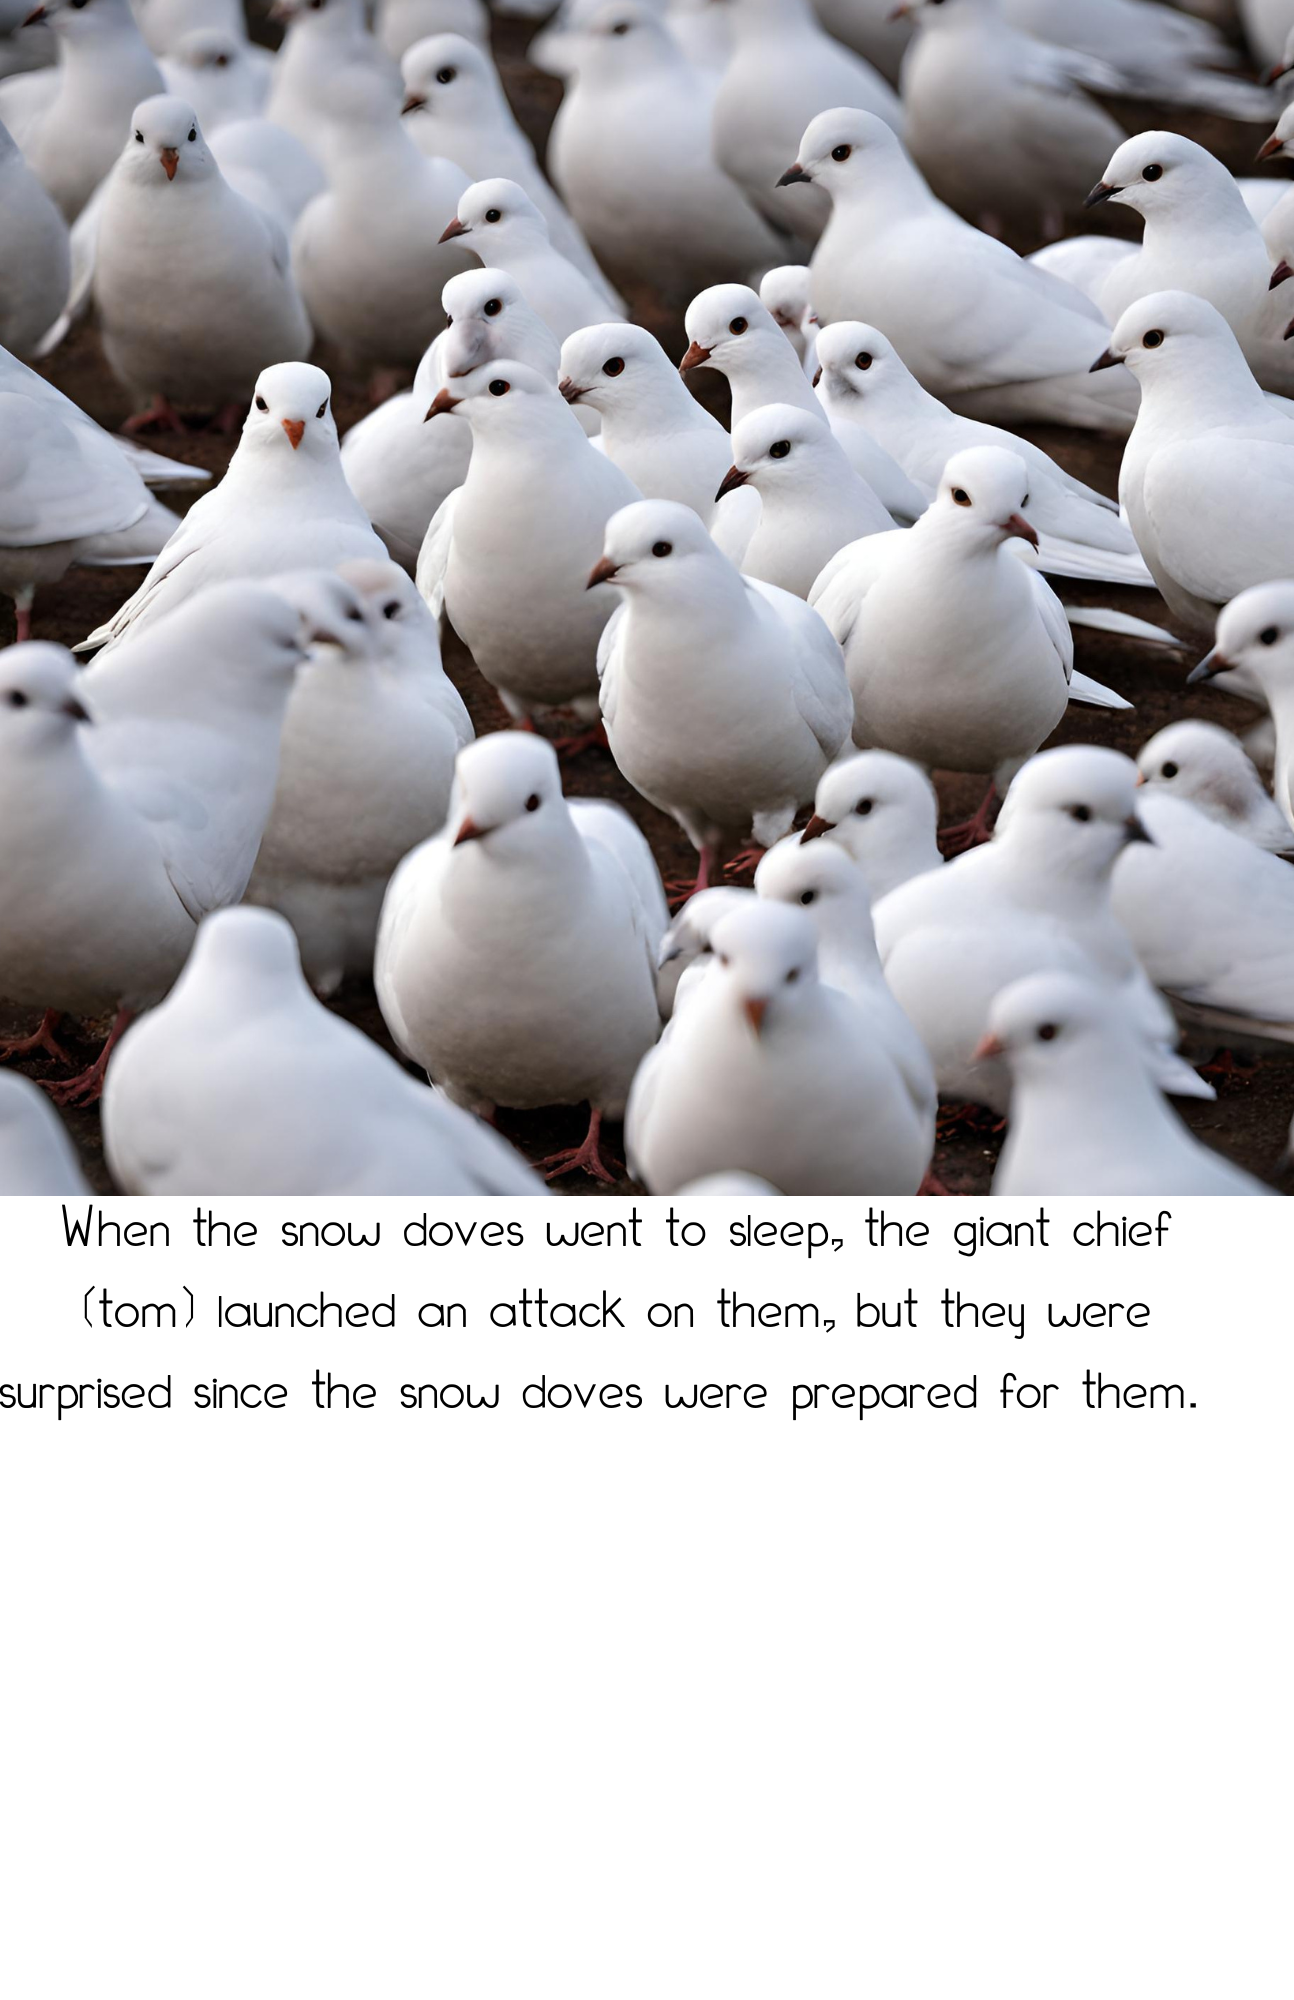 When the snow doves went to sleep, the giant chief
(tom) launched an attack on them, but they were
surprised since the snow doves were prepared for them.